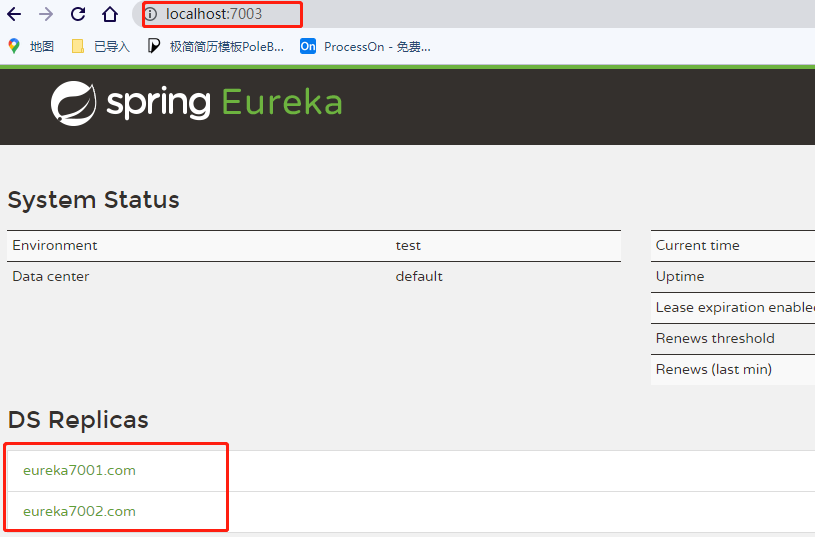 localhost:7003
地图 已导入 极简简历模板PoleB... On ProcessOn - 免费...
spring Eureka
System Status
Environment test Current time
Data center default Uptime
Lease expiration enable
Renews threshold
Renews (last min)
DS Replicas
eureka7001.com
eureka7002.com